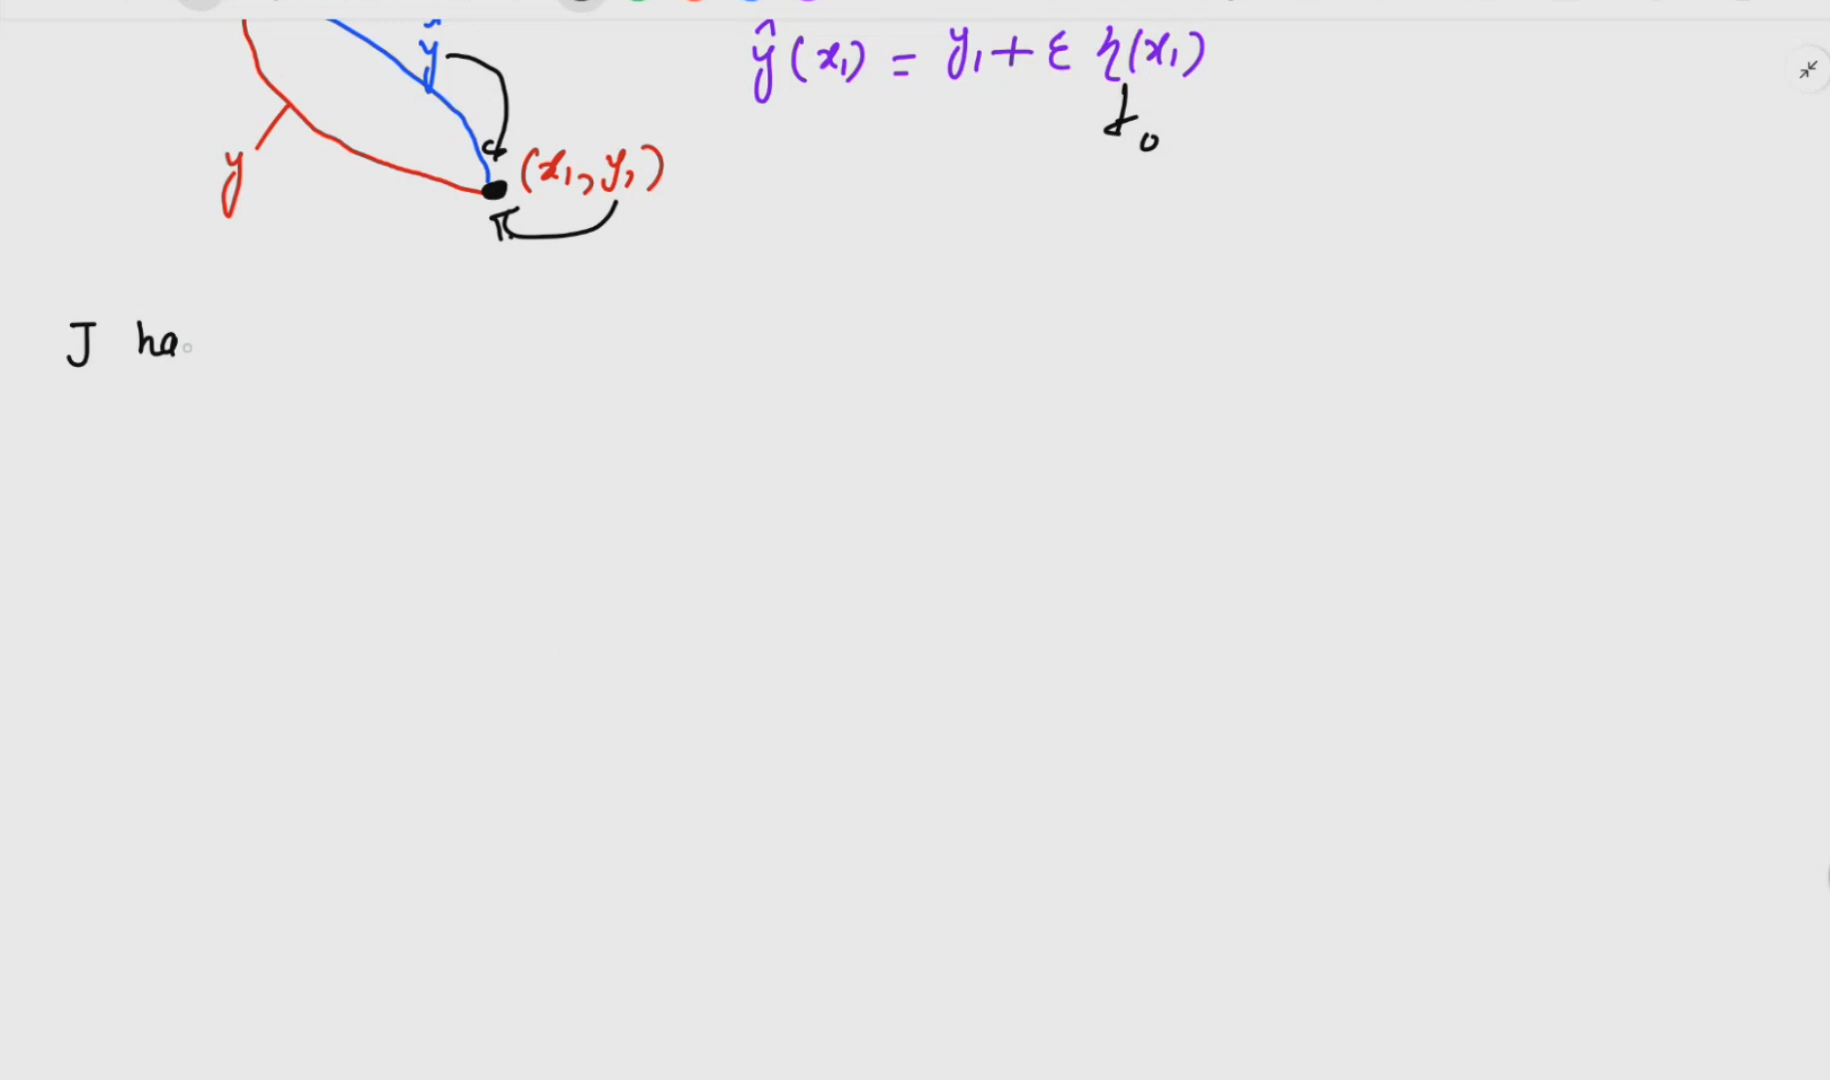 ŷ
ŷ(x₁) = y₁ + ε η(x₁)
0
y
(x₁, y₁)
J ha